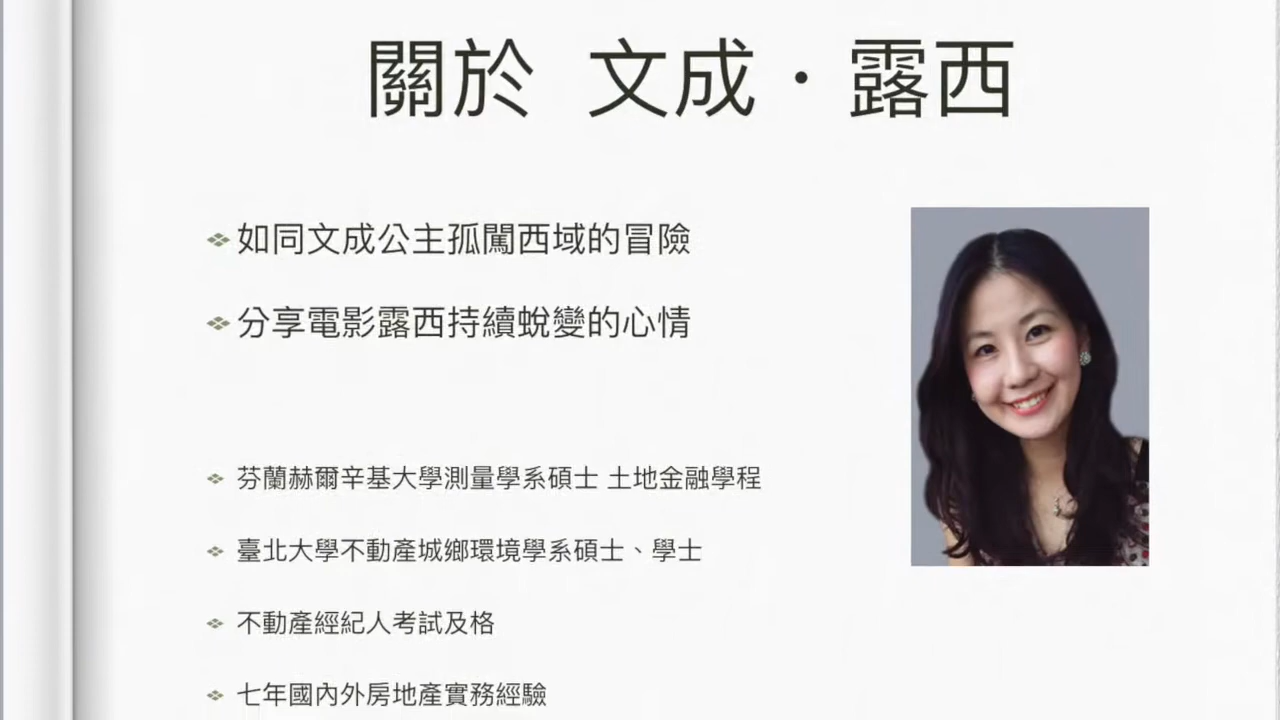 關於 文成·露西
如同文成公主孤闖西域的冒險
分享電影露西持續蛻變的心情
芬蘭赫爾辛基大學測量學系碩士 土地金融學程
臺北大學不動產城鄉環境學系碩士、學士
不動產經紀人考試及格
七年國內外房地產實務經驗